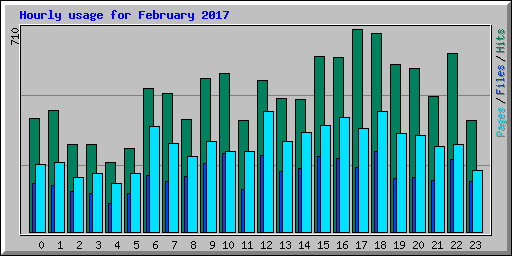 Hourly usage for February 2017
710
Pages/Files/Hits
0 1 2 3 4 5 6 7 8 9 10 11 12 13 14 15 16 17 18 19 20 21 22 23